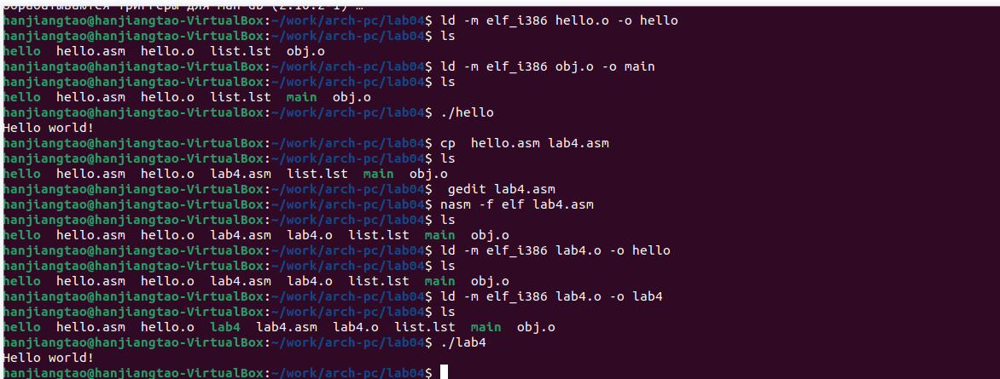 обрабатываются триггеры для man-db (2.10.2-1) …
hanjiangtao@hanjiangtao-VirtualBox:~/work/arch-pc/lab04$ ld -m elf_i386 hello.o -o hello
hanjiangtao@hanjiangtao-VirtualBox:~/work/arch-pc/lab04$ ls
hello  hello.asm  hello.o  list.lst  obj.o
hanjiangtao@hanjiangtao-VirtualBox:~/work/arch-pc/lab04$ ld -m elf_i386 obj.o -o main
hanjiangtao@hanjiangtao-VirtualBox:~/work/arch-pc/lab04$ ls
hello  hello.asm  hello.o  list.lst  main  obj.o
hanjiangtao@hanjiangtao-VirtualBox:~/work/arch-pc/lab04$ ./hello
Hello world!
hanjiangtao@hanjiangtao-VirtualBox:~/work/arch-pc/lab04$ cp  hello.asm lab4.asm
hanjiangtao@hanjiangtao-VirtualBox:~/work/arch-pc/lab04$ ls
hello  hello.asm  hello.o  lab4.asm  list.lst  main  obj.o
hanjiangtao@hanjiangtao-VirtualBox:~/work/arch-pc/lab04$  gedit lab4.asm
hanjiangtao@hanjiangtao-VirtualBox:~/work/arch-pc/lab04$ nasm -f elf lab4.asm
hanjiangtao@hanjiangtao-VirtualBox:~/work/arch-pc/lab04$ ls
hello  hello.asm  hello.o  lab4.asm  lab4.o  list.lst  main  obj.o
hanjiangtao@hanjiangtao-VirtualBox:~/work/arch-pc/lab04$ ld -m elf_i386 lab4.o -o hello
hanjiangtao@hanjiangtao-VirtualBox:~/work/arch-pc/lab04$ ls
hello  hello.asm  hello.o  lab4.asm  lab4.o  list.lst  main  obj.o
hanjiangtao@hanjiangtao-VirtualBox:~/work/arch-pc/lab04$ ld -m elf_i386 lab4.o -o lab4
hanjiangtao@hanjiangtao-VirtualBox:~/work/arch-pc/lab04$ ls
hello  hello.asm  hello.o  lab4  lab4.asm  lab4.o  list.lst  main  obj.o
hanjiangtao@hanjiangtao-VirtualBox:~/work/arch-pc/lab04$ ./lab4
Hello world!
hanjiangtao@hanjiangtao-VirtualBox:~/work/arch-pc/lab04$